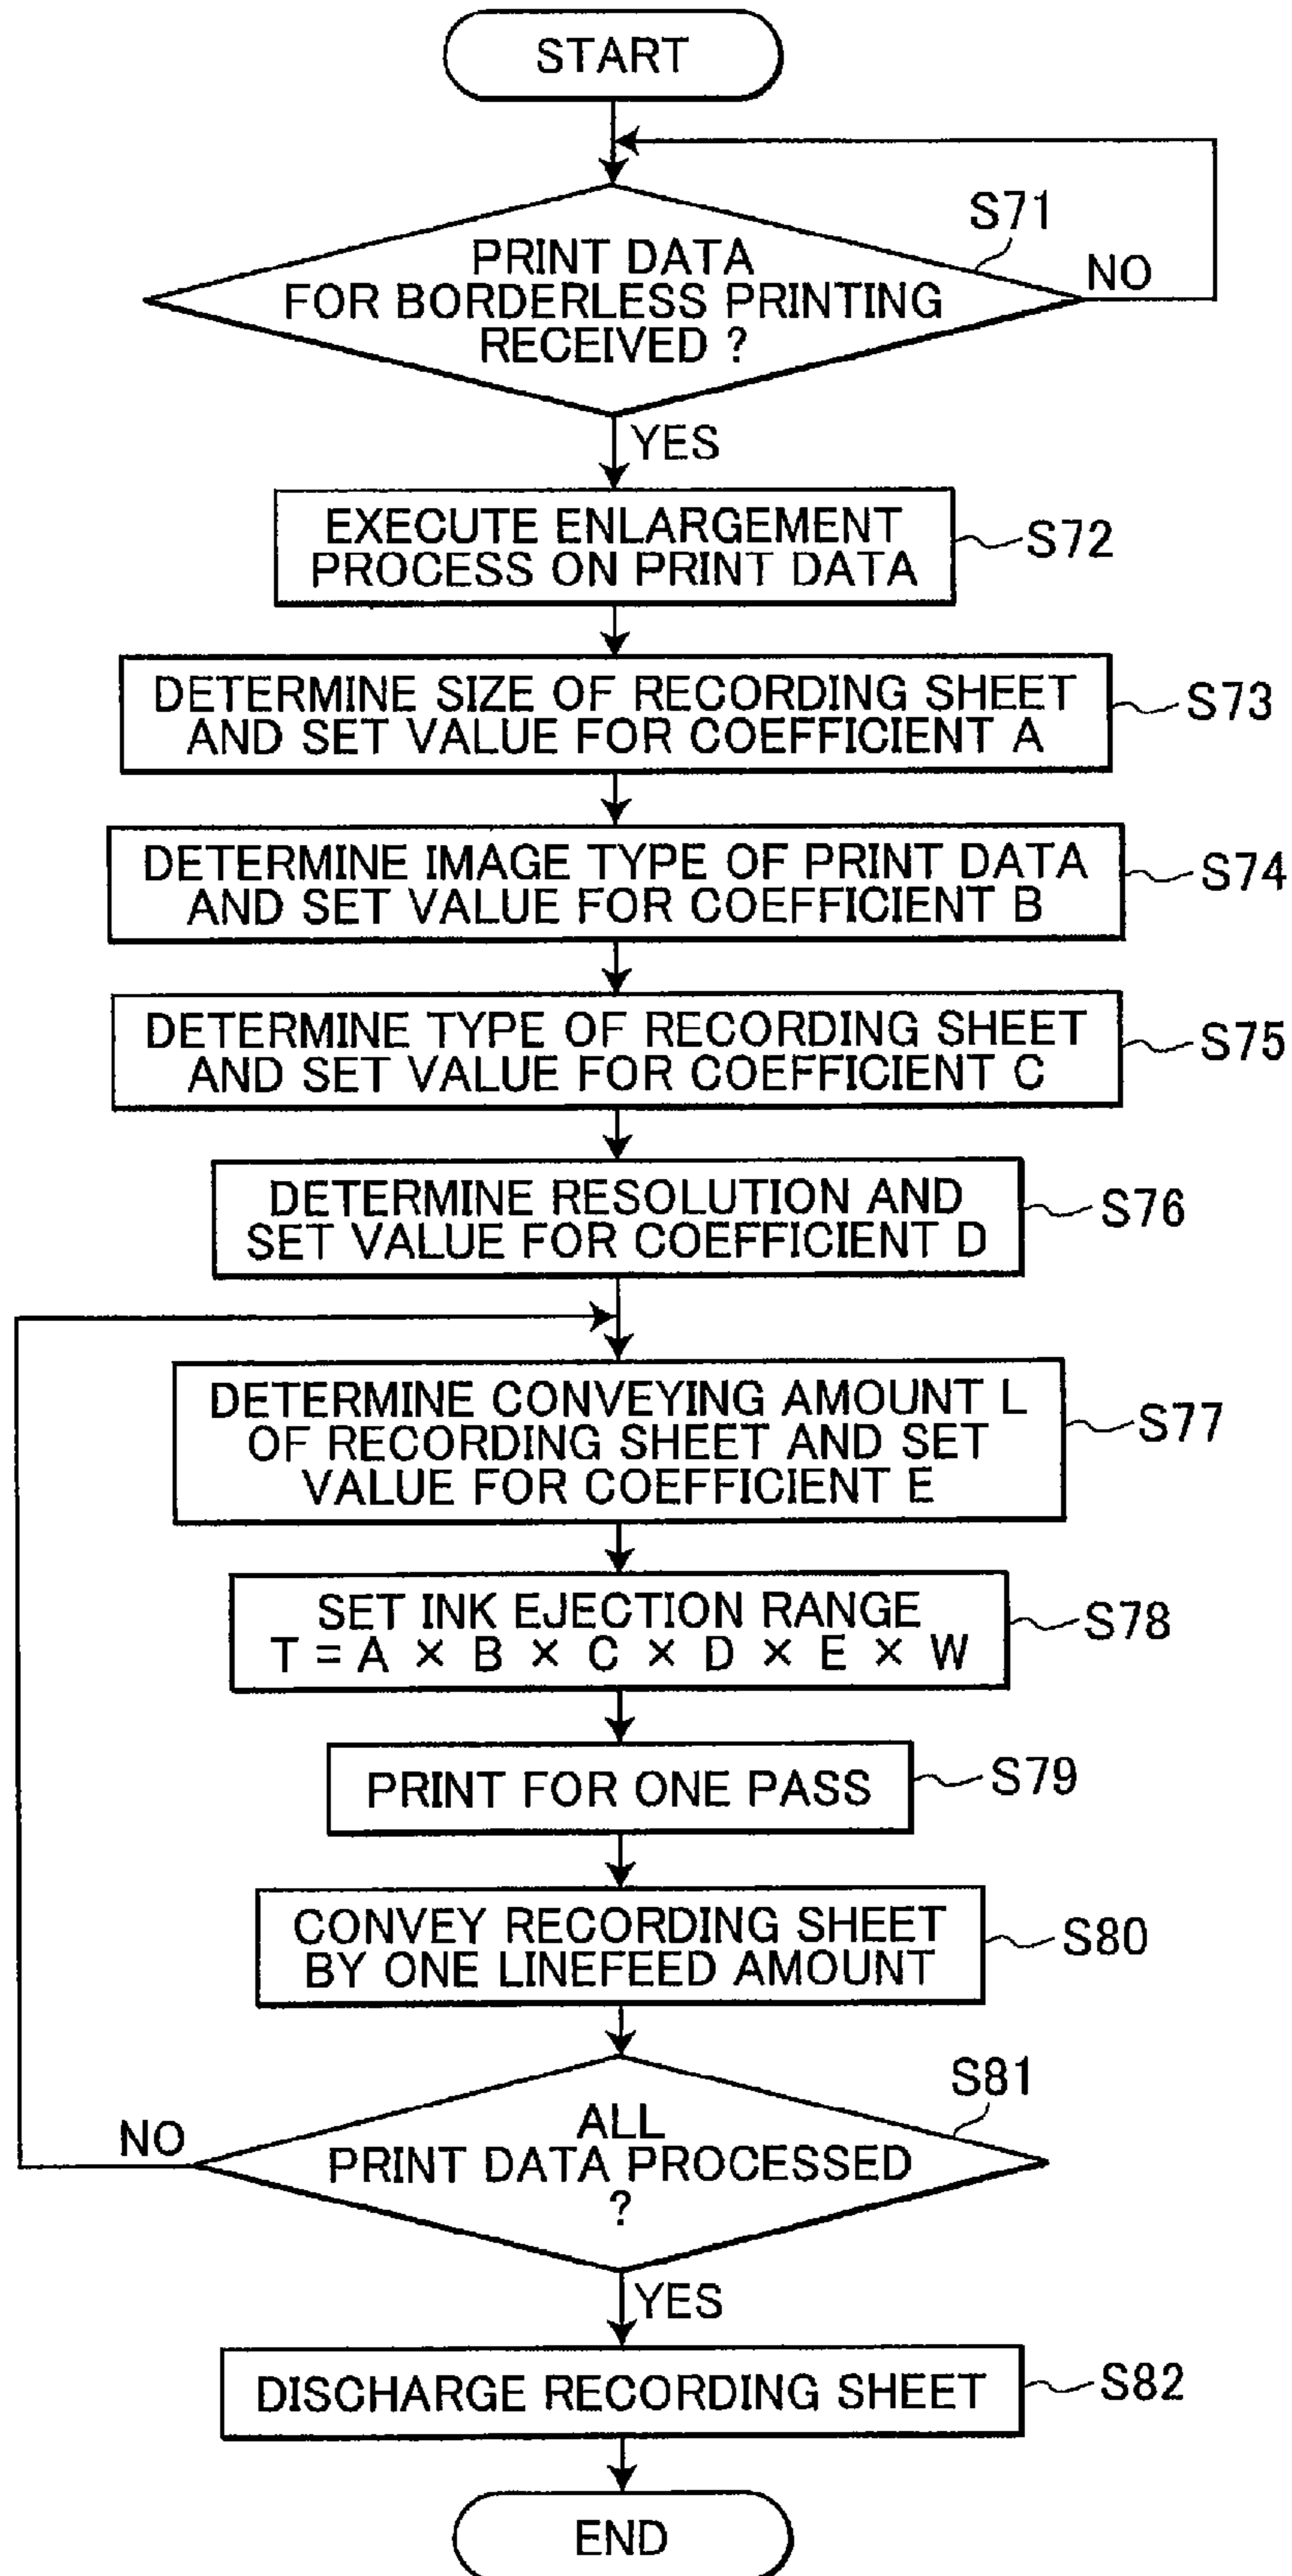 START
S71
PRINT DATA
FOR BORDERLESS PRINTING
RECEIVED ?
NO
YES
EXECUTE ENLARGEMENT
PROCESS ON PRINT DATA
S72
DETERMINE SIZE OF RECORDING SHEET
AND SET VALUE FOR COEFFICIENT A
S73
DETERMINE IMAGE TYPE OF PRINT DATA
AND SET VALUE FOR COEFFICIENT B
S74
DETERMINE TYPE OF RECORDING SHEET
AND SET VALUE FOR COEFFICIENT C
S75
DETERMINE RESOLUTION AND
SET VALUE FOR COEFFICIENT D
S76
DETERMINE CONVEYING AMOUNT L
OF RECORDING SHEET AND SET
VALUE FOR COEFFICIENT E
S77
SET INK EJECTION RANGE
T = A × B × C × D × E × W
S78
PRINT FOR ONE PASS
S79
CONVEY RECORDING SHEET
BY ONE LINEFEED AMOUNT
S80
S81
ALL
PRINT DATA PROCESSED
?
NO
YES
DISCHARGE RECORDING SHEET
S82
END